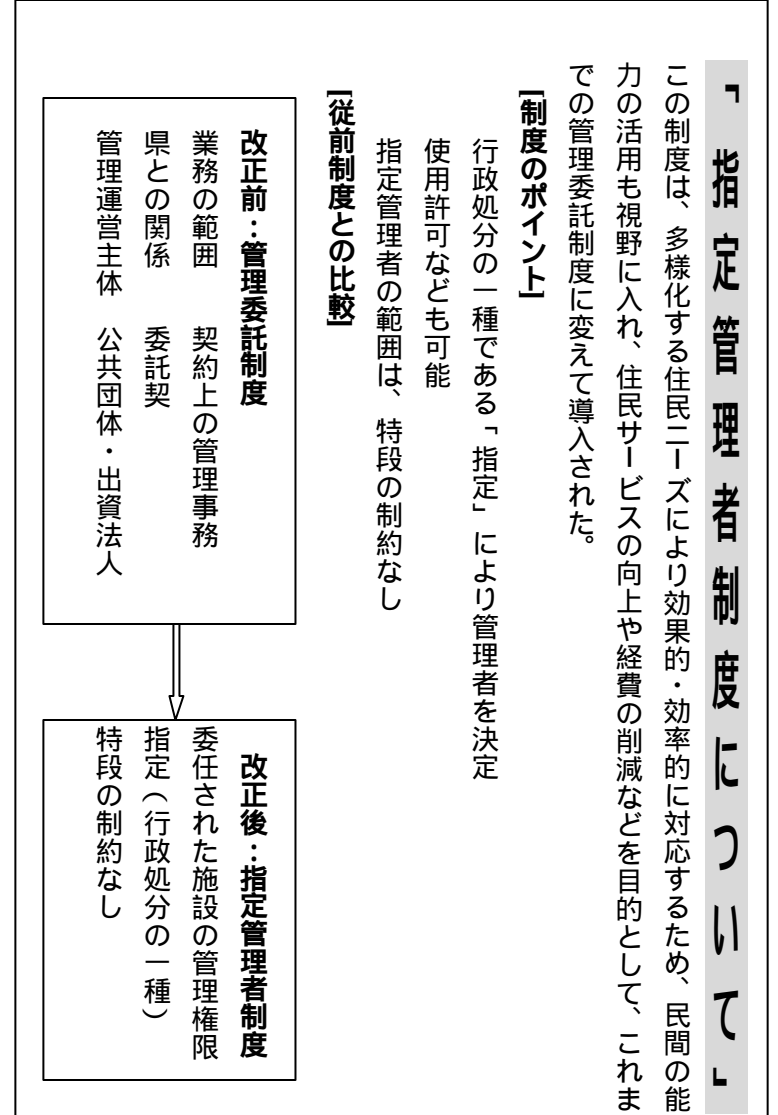 「指定管理者制度について」
この制度は、多様化する住民ニーズにより効果的・効率的に対応するため、民間の能
力の活用も視野に入れ、住民サービスの向上や経費の削減などを目的として、これま
での管理委託制度に変えて導入された。
【制度のポイント】
行政処分の一種である「指定」により管理者を決定
使用許可なども可能
指定管理者の範囲は、特段の制約なし
【従前制度との比較】
改正前：管理委託制度
業務の範囲 契約上の管理事務
県との関係 委託契
管理運営主体 公共団体・出資法人
改正後：指定管理者制度
委任された施設の管理権限
指定（行政処分の一種）
特段の制約なし